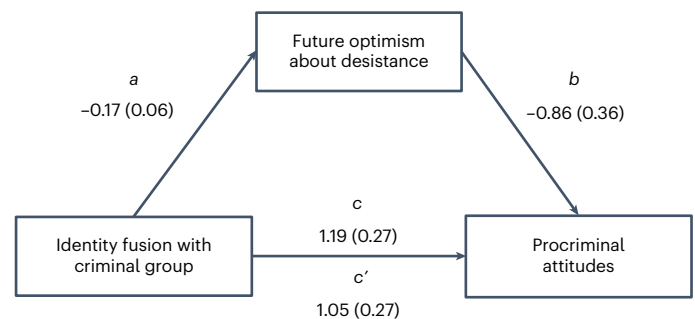 Future optimism
about desistance
a
–0.17 (0.06)
b
–0.86 (0.36)
Identity fusion with
criminal group
c
1.19 (0.27)
c′
1.05 (0.27)
Procriminal
attitudes